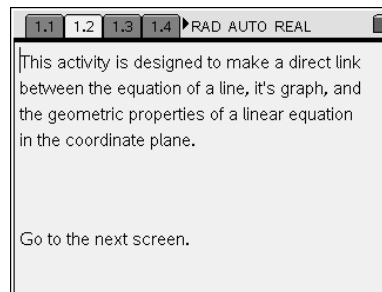 1.1 1.2 1.3 1.4 RAD AUTO REAL
This activity is designed to make a direct link
between the equation of a line, it's graph, and
the geometric properties of a linear equation
in the coordinate plane.
Go to the next screen.